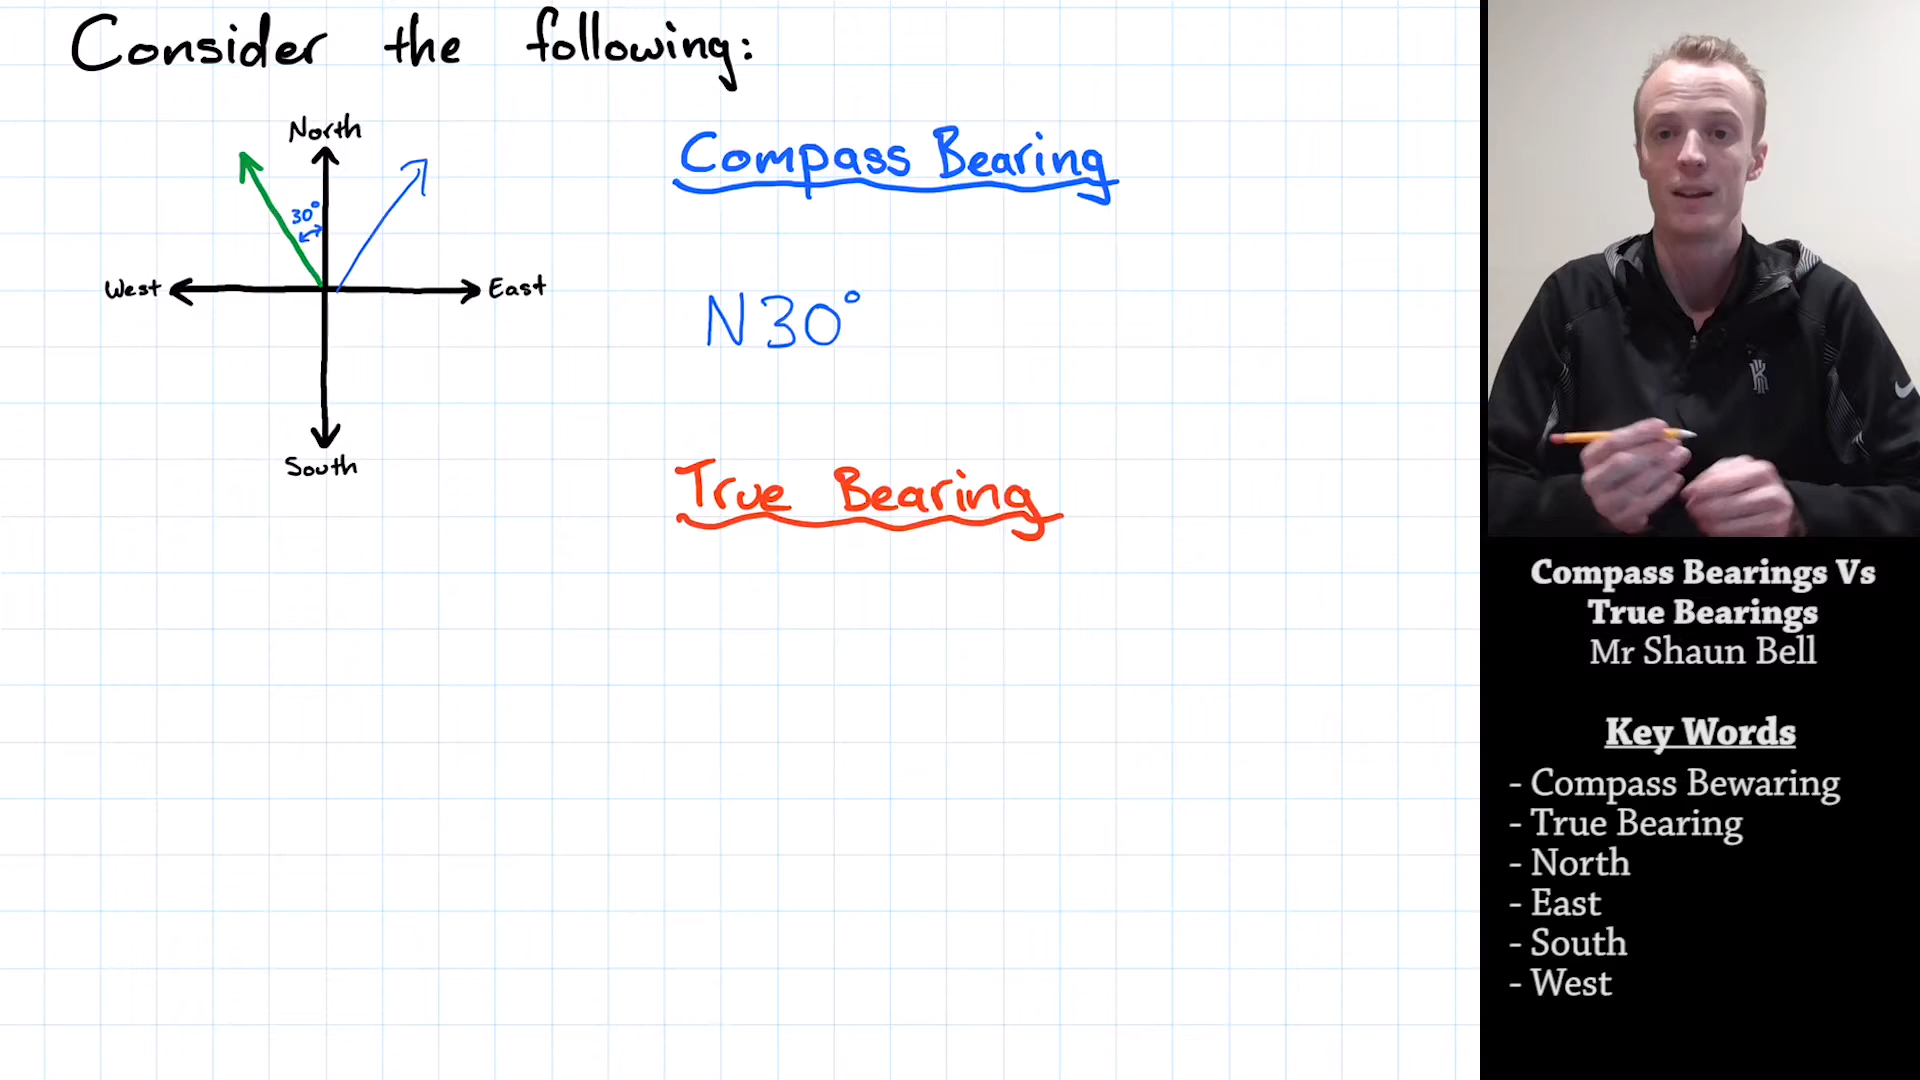 Consider the following:
North
30°
West
East
South
Compass Bearing
N30°
True Bearing
Compass Bearings Vs
True Bearings
Mr Shaun Bell
Key Words
- Compass Bewaring
- True Bearing
- North
- East
- South
- West